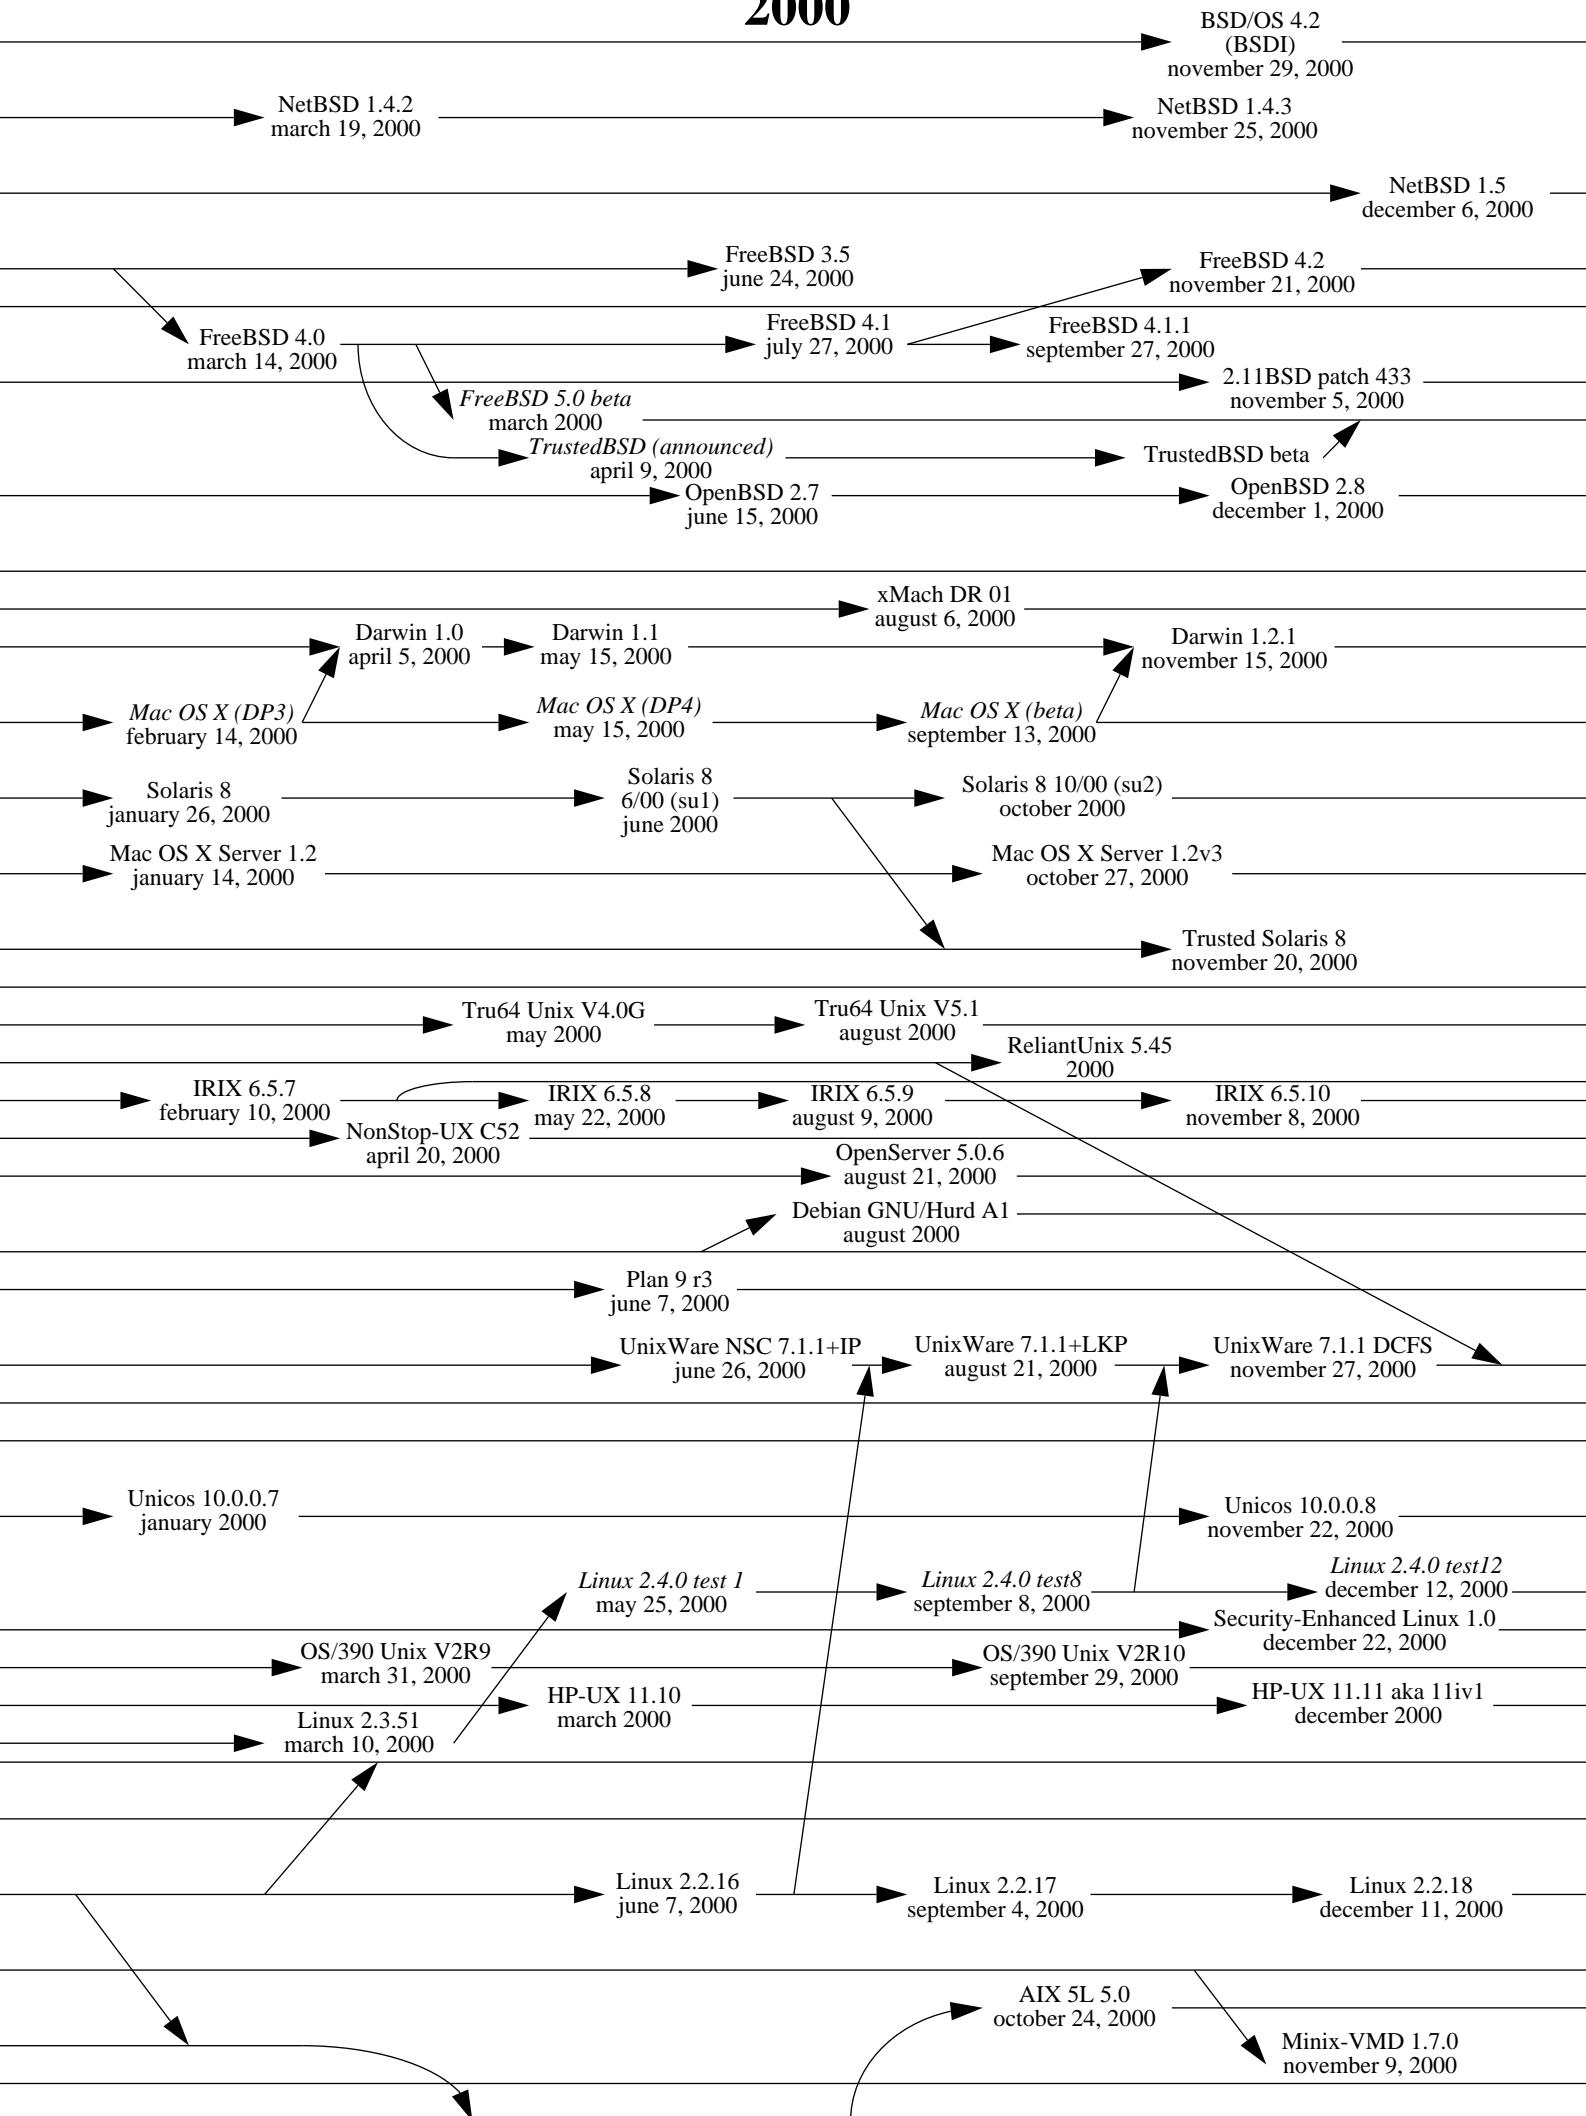 2000
BSD/OS 4.2
(BSDI)
november 29, 2000
NetBSD 1.4.2
march 19, 2000
NetBSD 1.4.3
november 25, 2000
NetBSD 1.5
december 6, 2000
FreeBSD 3.5
june 24, 2000
FreeBSD 4.2
november 21, 2000
FreeBSD 4.0
march 14, 2000
FreeBSD 4.1
july 27, 2000
FreeBSD 4.1.1
september 27, 2000
2.11BSD patch 433
november 5, 2000
FreeBSD 5.0 beta
march 2000
TrustedBSD (announced)
april 9, 2000
TrustedBSD beta
OpenBSD 2.7
june 15, 2000
OpenBSD 2.8
december 1, 2000
xMach DR 01
august 6, 2000
Darwin 1.0
april 5, 2000
Darwin 1.1
may 15, 2000
Darwin 1.2.1
november 15, 2000
Mac OS X (DP3)
february 14, 2000
Mac OS X (DP4)
may 15, 2000
Mac OS X (beta)
september 13, 2000
Solaris 8
january 26, 2000
Solaris 8
6/00 (su1)
june 2000
Solaris 8 10/00 (su2)
october 2000
Mac OS X Server 1.2
january 14, 2000
Mac OS X Server 1.2v3
october 27, 2000
Trusted Solaris 8
november 20, 2000
Tru64 Unix V4.0G
may 2000
Tru64 Unix V5.1
august 2000
ReliantUnix 5.45
2000
IRIX 6.5.7
february 10, 2000
IRIX 6.5.8
may 22, 2000
IRIX 6.5.9
august 9, 2000
IRIX 6.5.10
november 8, 2000
NonStop-UX C52
april 20, 2000
OpenServer 5.0.6
august 21, 2000
Debian GNU/Hurd A1
august 2000
Plan 9 r3
june 7, 2000
UnixWare NSC 7.1.1+IP
june 26, 2000
UnixWare 7.1.1+LKP
august 21, 2000
UnixWare 7.1.1 DCFS
november 27, 2000
Unicos 10.0.0.7
january 2000
Unicos 10.0.0.8
november 22, 2000
Linux 2.4.0 test 1
may 25, 2000
Linux 2.4.0 test8
september 8, 2000
Linux 2.4.0 test12
december 12, 2000
Security-Enhanced Linux 1.0
december 22, 2000
OS/390 Unix V2R9
march 31, 2000
OS/390 Unix V2R10
september 29, 2000
HP-UX 11.10
march 2000
HP-UX 11.11 aka 11iv1
december 2000
Linux 2.3.51
march 10, 2000
Linux 2.2.16
june 7, 2000
Linux 2.2.17
september 4, 2000
Linux 2.2.18
december 11, 2000
AIX 5L 5.0
october 24, 2000
Minix-VMD 1.7.0
november 9, 2000